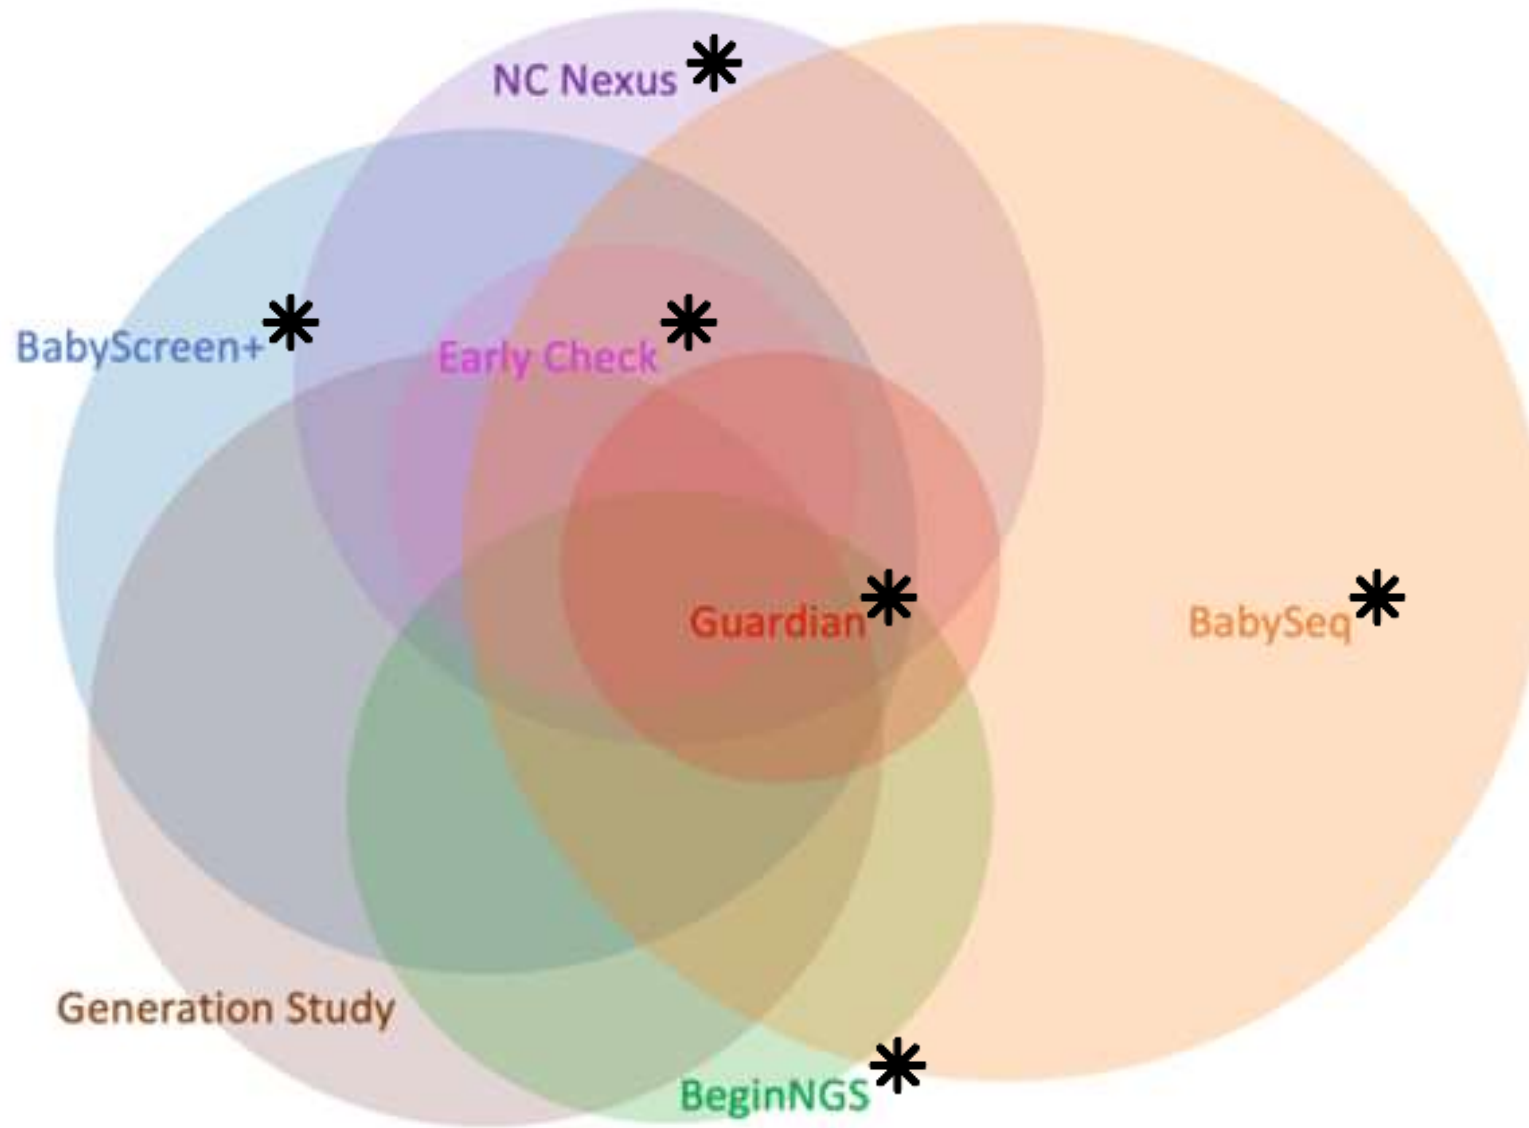 NC Nexus *
BabyScreen+ *
Early Check *
Guardian *
BabySeq *
Generation Study
BeginNGS *